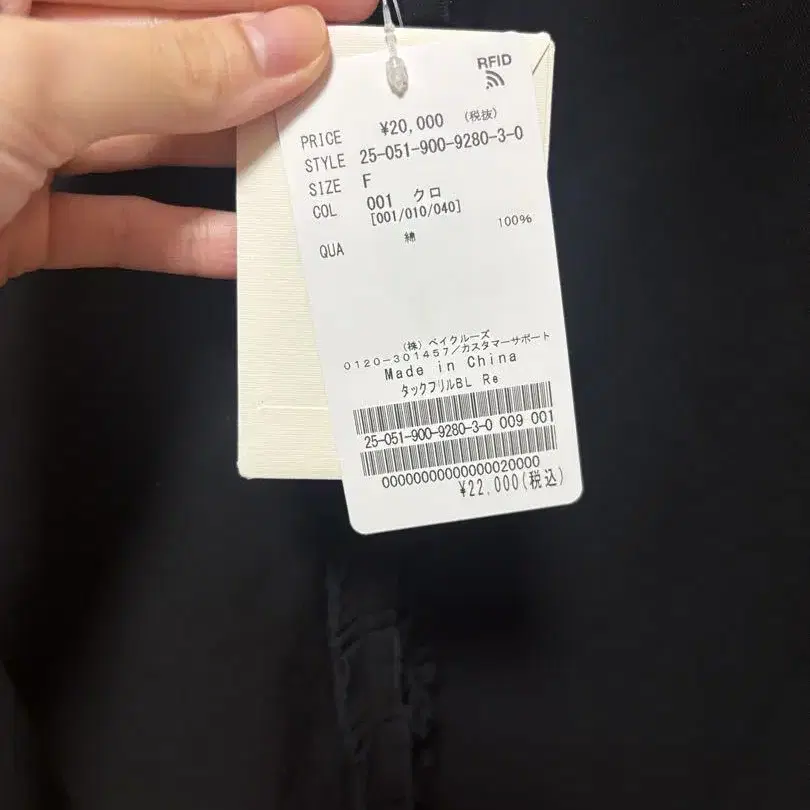 RFID
PRICE ¥20,000 (税抜)
STYLE 25-051-900-9280-3-0
SIZE F
COL 001 クロ
[001/010/040]
QUA 綿 100%
(株) ベイクルーズ
0120-301457/カスタマーサポート
Made in China
タックフリルBL Re
25-051-900-9280-3-0 009 001
00000000000000020000
¥22,000(税込)